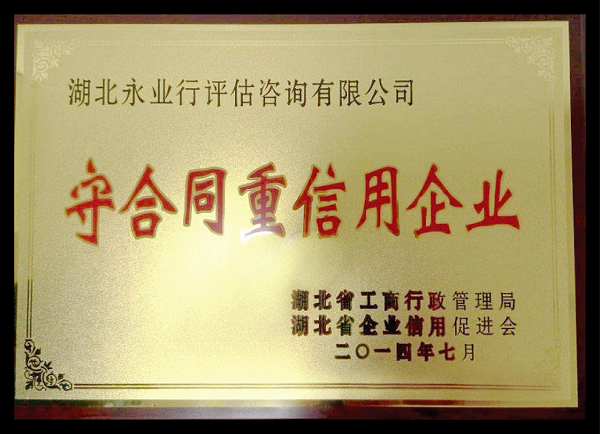 湖北永业行评估咨询有限公司
守合同重信用企业
湖北省工商行政管理局
湖北省企业信用促进会
二〇一四年七月